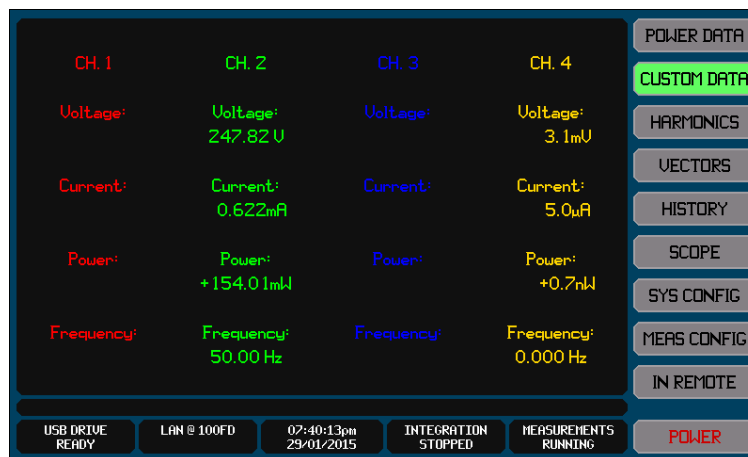 CH. 1 CH. 2 CH. 3 CH. 4
Voltage: Voltage: Voltage: Voltage:
247.82 V 3.1mV
Current: Current: Current: Current:
0.622mA 5.0µA
Power: Power: Power: Power:
+154.01mW +0.7nW
Frequency: Frequency: Frequency: Frequency:
50.00 Hz 0.000 Hz
POWER DATA
CUSTOM DATA
HARMONICS
VECTORS
HISTORY
SCOPE
SYS CONFIG
MEAS CONFIG
IN REMOTE
POWER
USB DRIVE LAN @ 100FD 07:40:13pm INTEGRATION MEASUREMENTS
READY 29/01/2015 STOPPED RUNNING